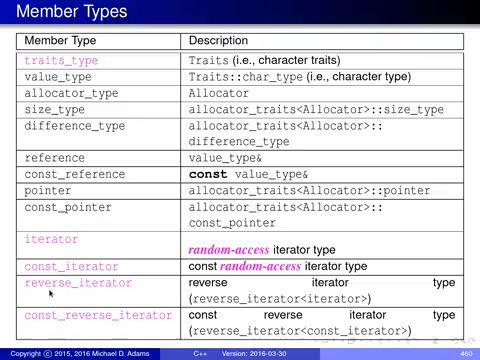 Member Types
Member Type Description
traits_type Traits (i.e., character traits)
value_type Traits::char_type (i.e., character type)
allocator_type Allocator
size_type allocator_traits<Allocator>::size_type
difference_type allocator_traits<Allocator>::
difference_type
reference value_type&
const_reference const value_type&
pointer allocator_traits<Allocator>::pointer
const_pointer allocator_traits<Allocator>::
const_pointer
iterator
random-access iterator type
const_iterator const random-access iterator type
reverse_iterator reverse iterator type
(reverse_iterator<iterator>)
const_reverse_iterator const reverse iterator type
(reverse_iterator<const_iterator>)
Copyright © 2015, 2016 Michael D. Adams C++ Version: 2016-03-30 460